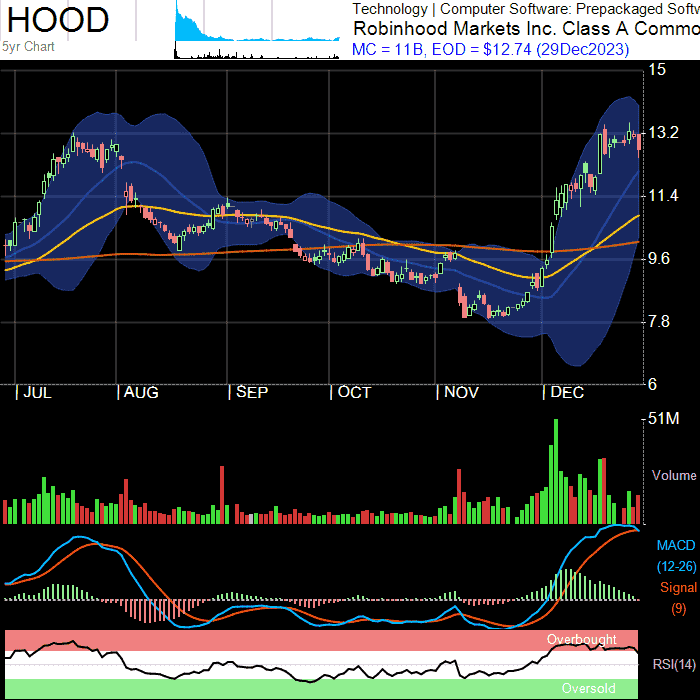 HOOD
5yr Chart
Technology | Computer Software: Prepackaged Softw
Robinhood Markets Inc. Class A Commo
MC = 11B, EOD = $12.74 (29Dec2023)
15
13.2
11.4
9.6
7.8
6
| JUL | AUG | SEP | OCT | NOV | DEC
51M
Volume
MACD
(12-26)
Signal
(9)
Overbought
RSI(14)
Oversold